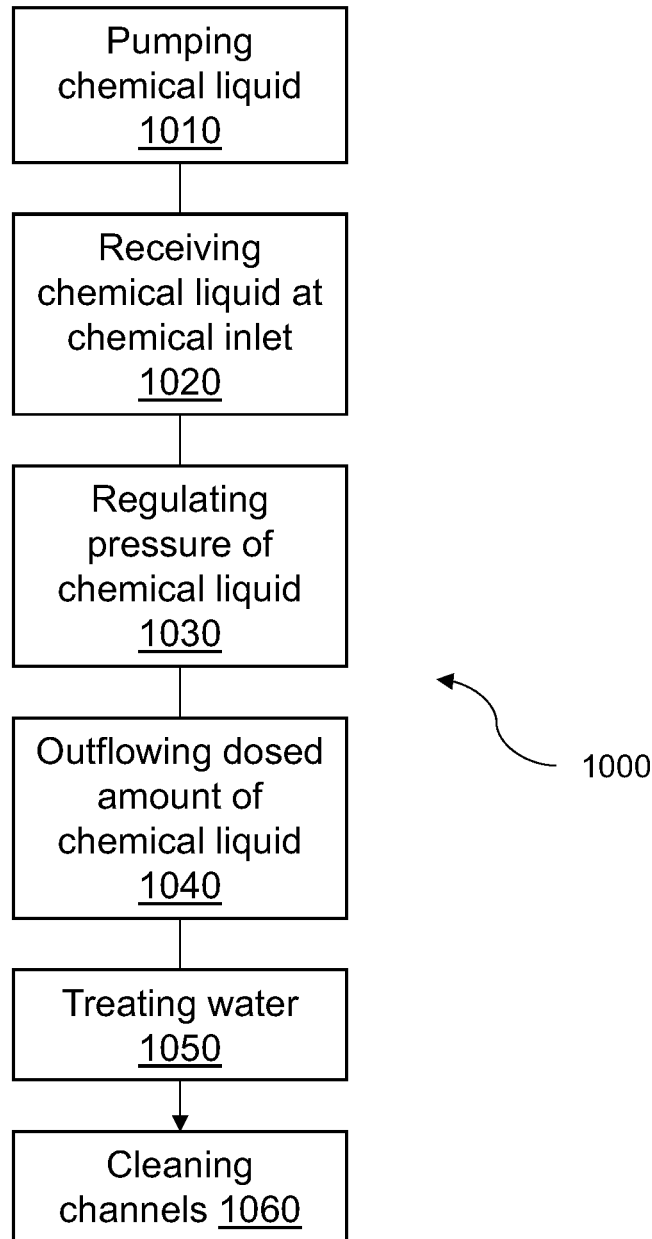 Pumping
chemical liquid
1010
Receiving
chemical liquid at
chemical inlet
1020
Regulating
pressure of
chemical liquid
1030
Outflowing dosed
amount of
chemical liquid
1040
1000
Treating water
1050
Cleaning
channels 1060